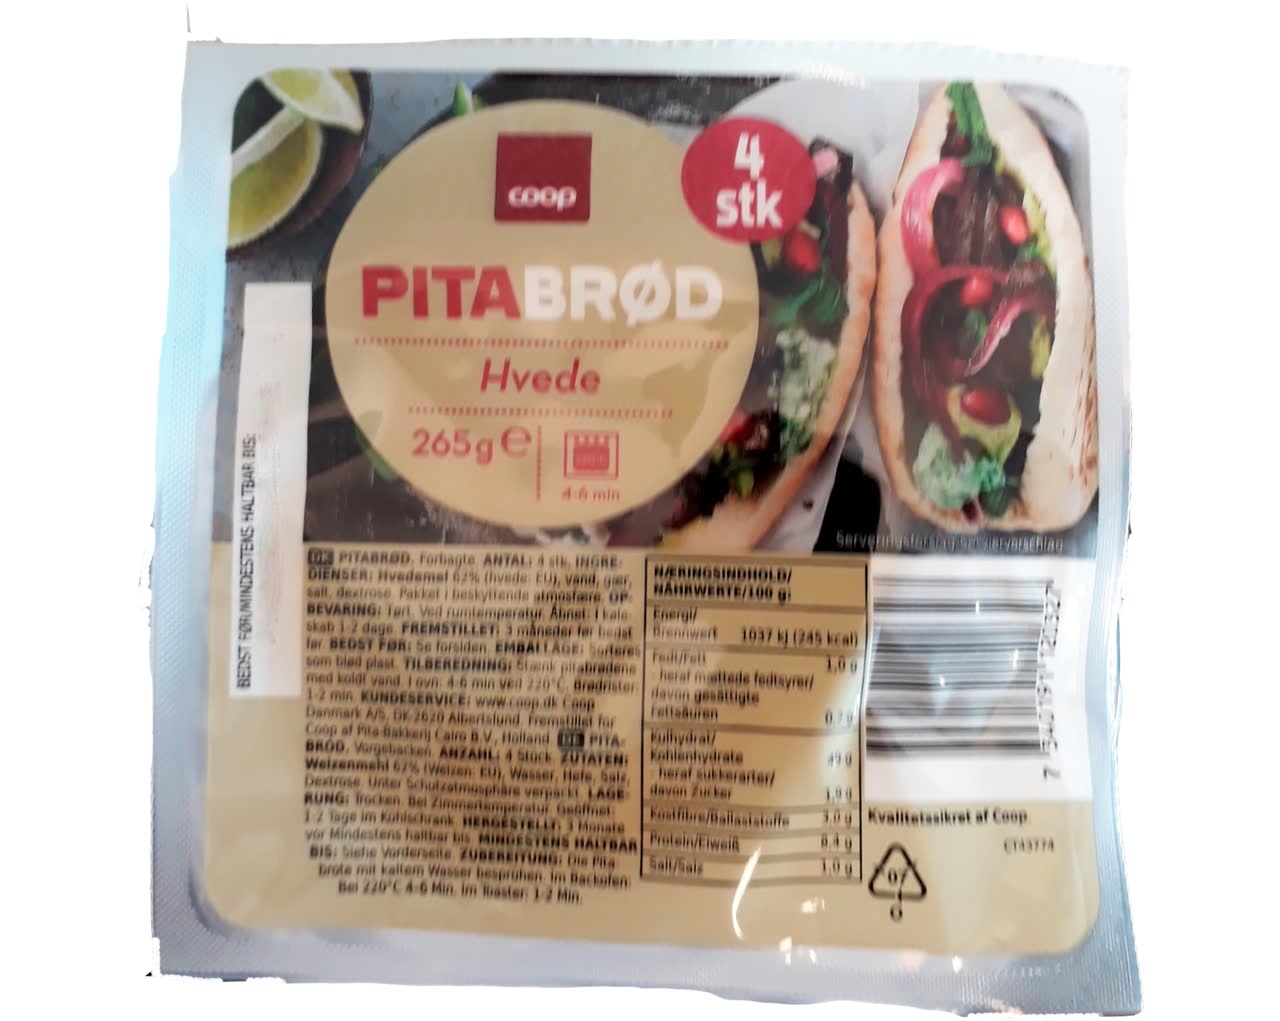 coop
4
stk
PITABRØD
Hvede
265g e
4-6 min
BEDST FØR/MINDESTENS HALTBAR BIS:
DK PITABRØD. Forbagte. ANTAL: 4 stk. INGRE-
DIENSER: Hvedemel 62% (hvede: EU), vand, gær,
salt, dextrose. Pakket i beskyttende atmosfære. OP-
BEVARING: Tørt. Ved rumtemperatur. Åbnet: I køle-
skab 1-2 dage. FREMSTILLET: 3 måneder før bedst
før. BEDST FØR: Se forsiden. EMBALLAGE: Sorteres
som blød plast. TILBEREDNING: Stænk pitabrødene
med koldt vand. I ovn: 4-6 min ved 220°C. Brødrister:
1-2 min. KUNDESERVICE: www.coop.dk Coop
Danmark A/S, DK-2620 Albertslund. Fremstillet for
Coop af Pita-Bakkerij Cairo B.V., Holland. DE PITA-
BROD. Vorgebacken. ANZAHL: 4 Stück. ZUTATEN:
Weizenmehl 62% (Weizen: EU), Wasser, Hefe, Salz,
Dextrose. Unter Schutzatmosphäre verpackt. LAGE-
RUNG: Trocken. Bei Zimmertemperatur. Geöffnet:
1-2 Tage im Kühlschrank. HERGESTELLT: 3 Monate
vor Mindestens haltbar bis. MINDESTENS HALTBAR
BIS: Siehe Vorderseite. ZUBEREITUNG: Die Pita-
brote mit kaltem Wasser besprühen. Im Backofen:
Bei 220°C 4-6 Min. Im Toaster: 1-2 Min.
NÆRINGSINDHOLD/
NÄHRWERTE/100 g:
Energi/
Brennwert 1037 kJ (245 kcal)
Fedt/Fett 1,0 g
- heraf mættede fedtsyrer/
davon gesättigte
Fettsäuren
Kulhydrat/
Kohlenhydrate 49 g
- heraf sukkerarter/
davon Zucker 1,9 g
Kostfibre/Ballaststoffe 3,0 g
Protein/Eiweiß 8,4 g
Salt/Salz 1,0 g
Serveringsforslag/Serviervorschlag
Kvalitetssikret af Coop
CT43774
07
O